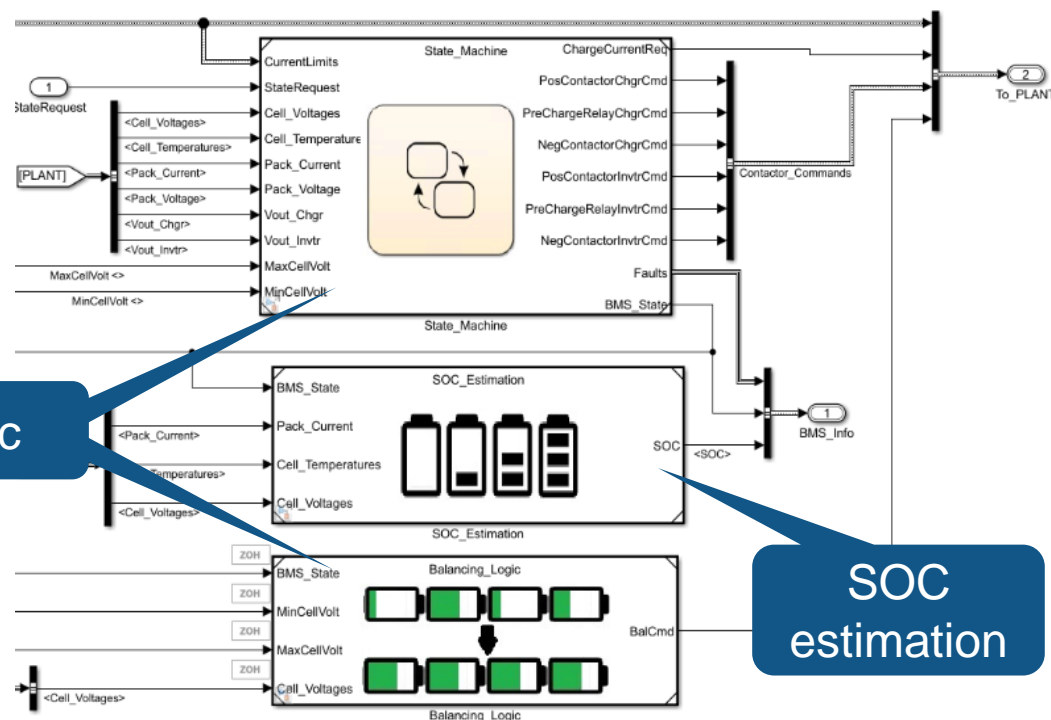 State_Machine
ChargeCurrentReq
CurrentLimits
StateRequest
Cell_Voltages
Cell_Temperature
Pack_Current
Pack_Voltage
Vout_Chgr
Vout_Invtr
MaxCellVolt
MinCellVolt
PosContactorChgrCmd
PreChargeRelayChgrCmd
NegContactorChgrCmd
PosContactorInvtrCmd
PreChargeRelayInvtrCmd
NegContactorInvtrCmd
Faults
BMS_State
State_Machine
1
StateRequest
[PLANT]
<Cell_Voltages>
<Cell_Temperatures>
<Pack_Current>
<Pack_Voltage>
<Vout_Chgr>
<Vout_Invtr>
MaxCellVolt <>
MinCellVolt <>
Contactor_Commands
2
To_PLANT
SOC_Estimation
BMS_State
Pack_Current
Cell_Temperatures
Cell_Voltages
SOC
SOC_Estimation
<SOC>
1
BMS_Info
c
<Pack_Current>
Temperatures>
<Cell_Voltages>
ZOH
ZOH
ZOH
ZOH
Balancing_Logic
BMS_State
MinCellVolt
MaxCellVolt
Cell_Voltages
BalCmd
Balancing_Logic
<Cell_Voltages>
SOC
estimation